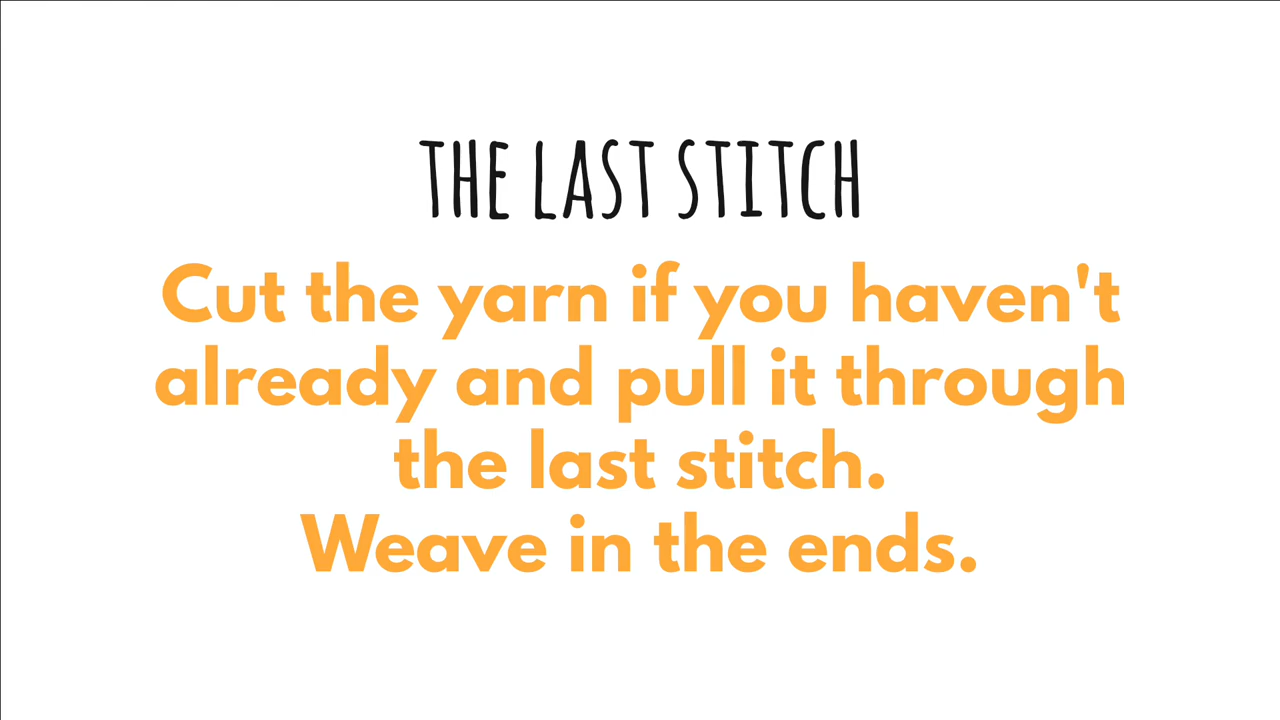 THE LAST STITCH
Cut the yarn if you haven't
already and pull it through
the last stitch.
Weave in the ends.